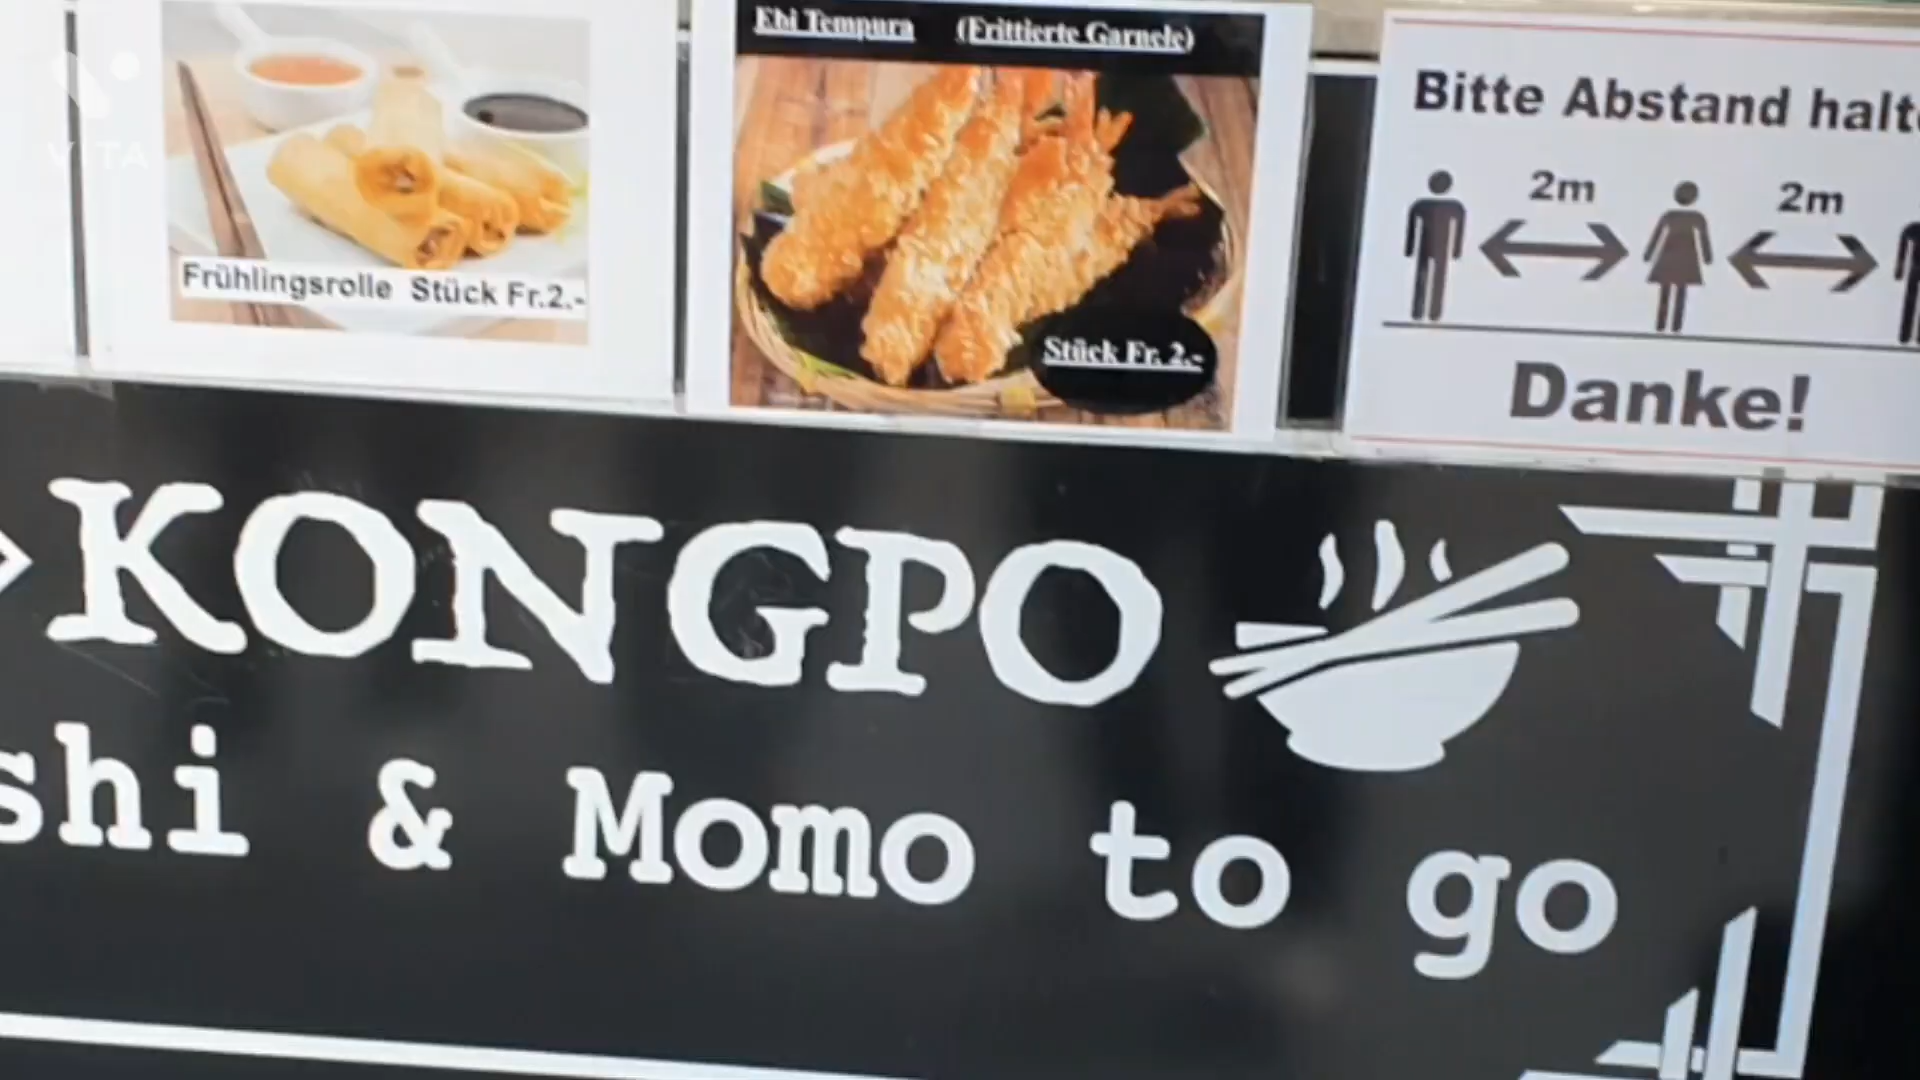 VITA
Frühlingsrolle Stück Fr.2.-
Ebi Tempura (Frittierte Garnele)
Stück Fr. 2.-
Bitte Abstand halt
2m 2m
Danke!
KONGPO
shi & Momo to go